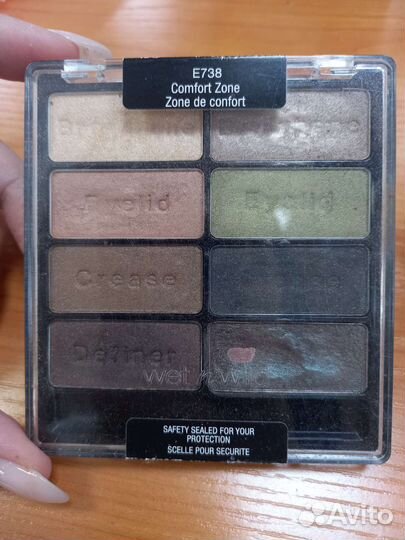 E738
Comfort Zone
Zone de confort
Eyelid Eyelid
Crease
Definer
wet n wild
SAFETY SEALED FOR YOUR
PROTECTION
SCELLE POUR SECURITE
Avito